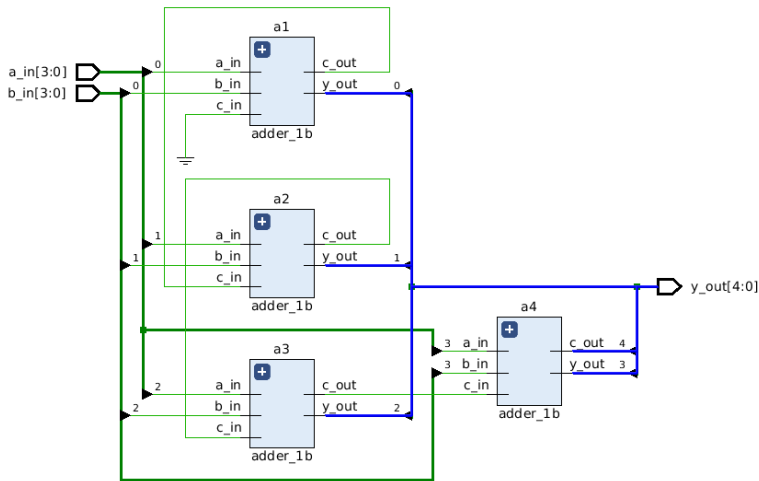 a_in[3:0]
b_in[3:0]
a1
0 a_in c_out
0 b_in y_out 0
c_in
adder_1b
a2
1 a_in c_out
1 b_in y_out 1
c_in
adder_1b
a3
2 a_in c_out
2 b_in y_out 2
c_in
adder_1b
a4
3 a_in c_out 4
3 b_in y_out 3
c_in
adder_1b
y_out[4:0]